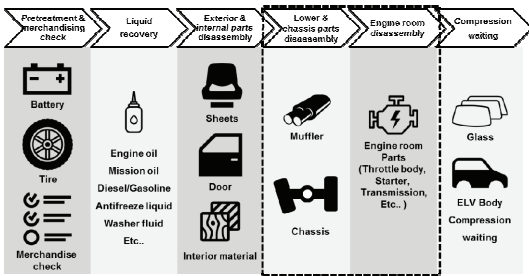 Pretreatment &
merchandising
check
Liquid
recovery
Exterior &
internal parts
disassembly
Lower &
chassis parts
disassembly
Engine room
disassembly
Compression
waiting
Battery
Tire
Merchandise
check
Engine oil
Mission oil
Diesel/Gasoline
Antifreeze liquid
Washer fluid
Etc..
Sheets
Door
Interior material
Muffler
Chassis
Engine room
Parts
(Throttle body,
Starter,
Transmission,
Etc.. )
Glass
ELV Body
Compression
waiting